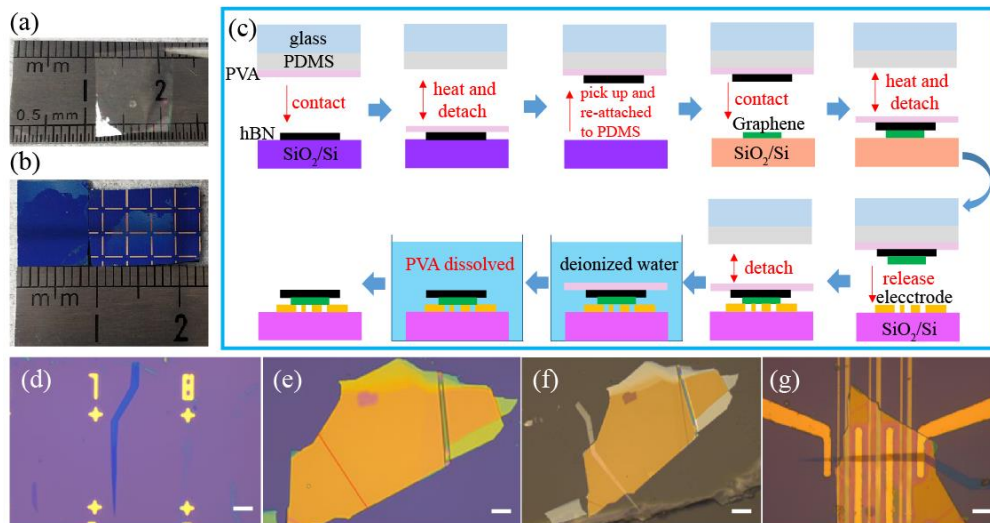 (a)
m m
1
2
0.5 mm
(b)
m m
1
2
(c)
glass
PDMS
PVA
contact
hBN
SiO₂/Si
heat and
detach
pick up and
re-attached
to PDMS
contact
Graphene
SiO₂/Si
heat and
detach
PVA dissolved
deionized water
detach
release
elecctrode
SiO₂/Si
(d)
1
8
(e)
(f)
(g)